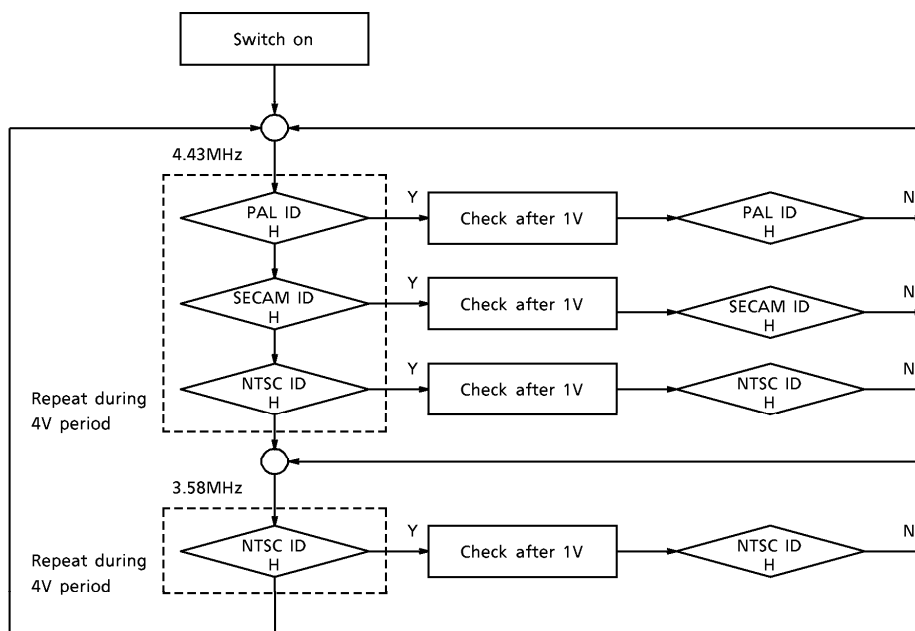 Switch on
4.43MHz
PAL ID
H
Y
Check after 1V
PAL ID
H
N
SECAM ID
H
Y
Check after 1V
SECAM ID
H
N
NTSC ID
H
Y
Check after 1V
NTSC ID
H
N
Repeat during
4V period
3.58MHz
NTSC ID
H
Y
Check after 1V
NTSC ID
H
N
Repeat during
4V period